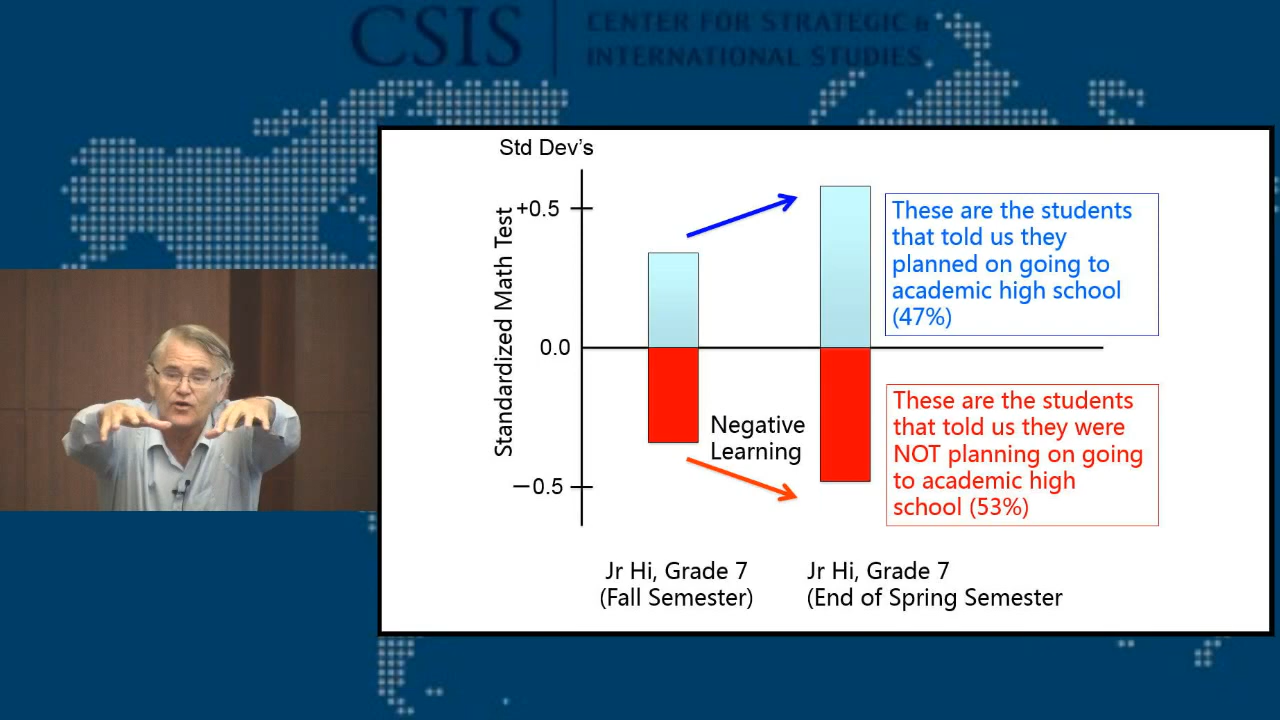 CSIS
CENTER FOR STRATEGIC &
INTERNATIONAL STUDIES
Std Dev's
+0.5
0.0
−0.5
Standardized Math Test
These are the students
that told us they
planned on going to
academic high school
(47%)
Negative
Learning
These are the students
that told us they were
NOT planning on going
to academic high
school (53%)
Jr Hi, Grade 7
(Fall Semester)
Jr Hi, Grade 7
(End of Spring Semester